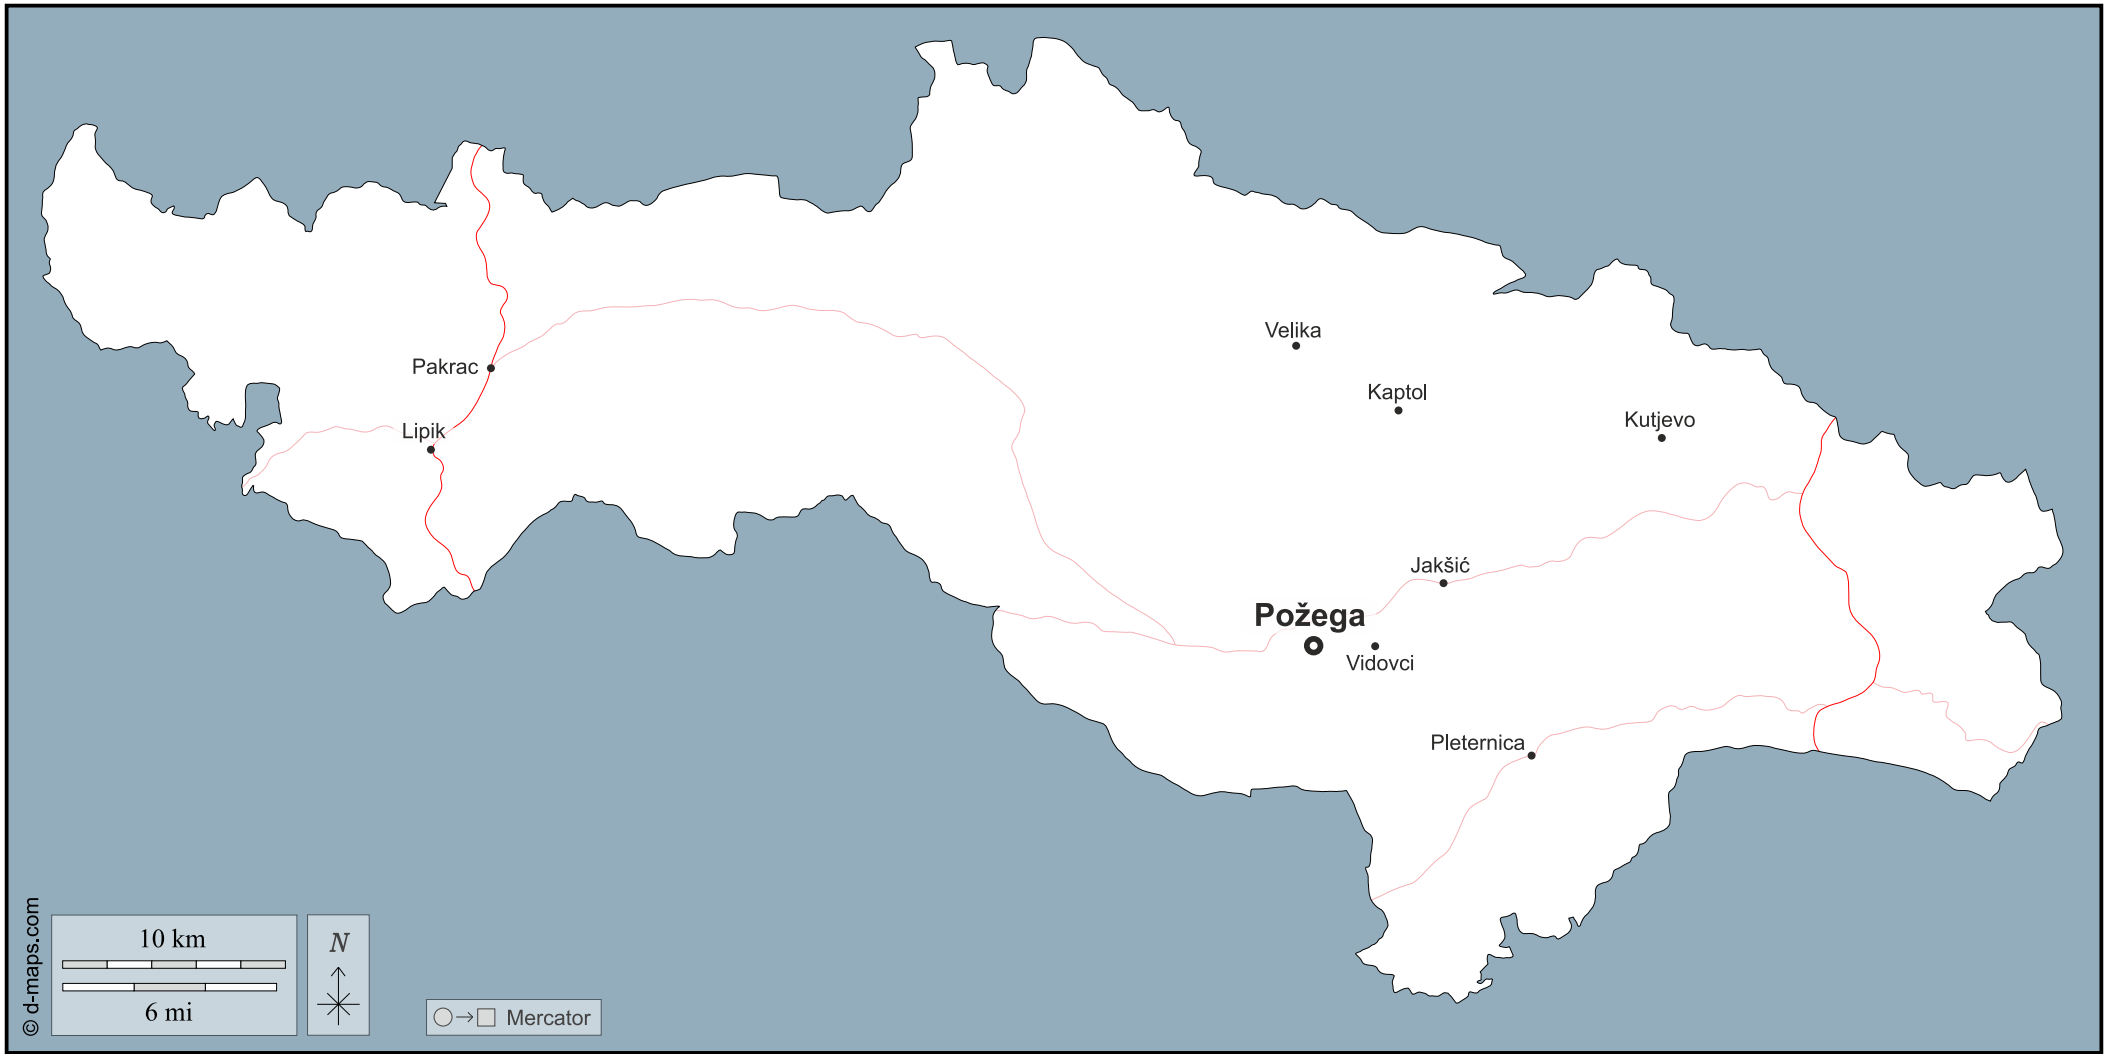 Velika
Pakrac
Kaptol
Kutjevo
Lipik
Jakšić
Požega
Vidovci
Pleternica
© d-maps.com
10 km
6 mi
N
Mercator